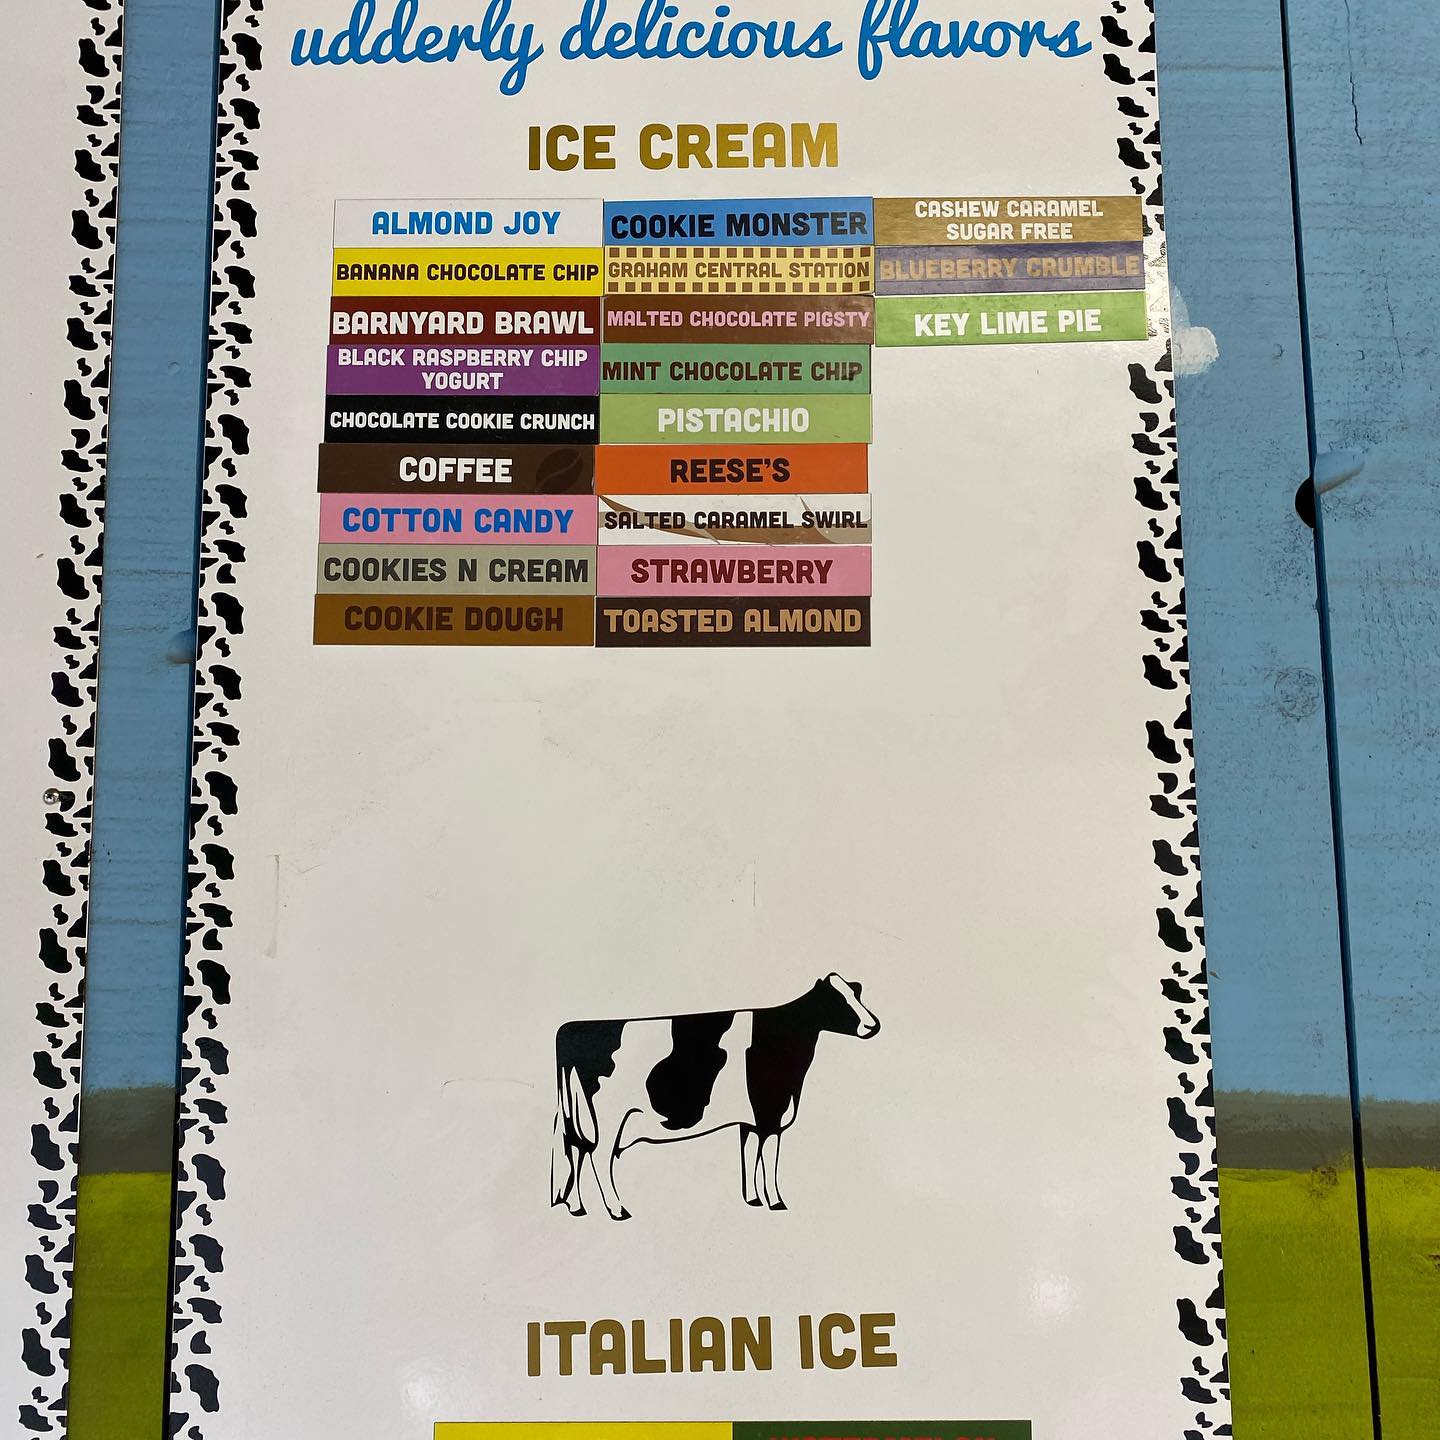 udderly delicious flavors
ICE CREAM
ALMOND JOY
BANANA CHOCOLATE CHIP
BARNYARD BRAWL
BLACK RASPBERRY CHIP
YOGURT
CHOCOLATE COOKIE CRUNCH
COFFEE
COTTON CANDY
COOKIES N CREAM
COOKIE DOUGH
COOKIE MONSTER
GRAHAM CENTRAL STATION
MALTED CHOCOLATE PIGSTY
MINT CHOCOLATE CHIP
PISTACHIO
REESE'S
SALTED CARAMEL SWIRL
STRAWBERRY
TOASTED ALMOND
CASHEW CARAMEL
SUGAR FREE
BLUEBERRY CRUMBLE
KEY LIME PIE
ITALIAN ICE